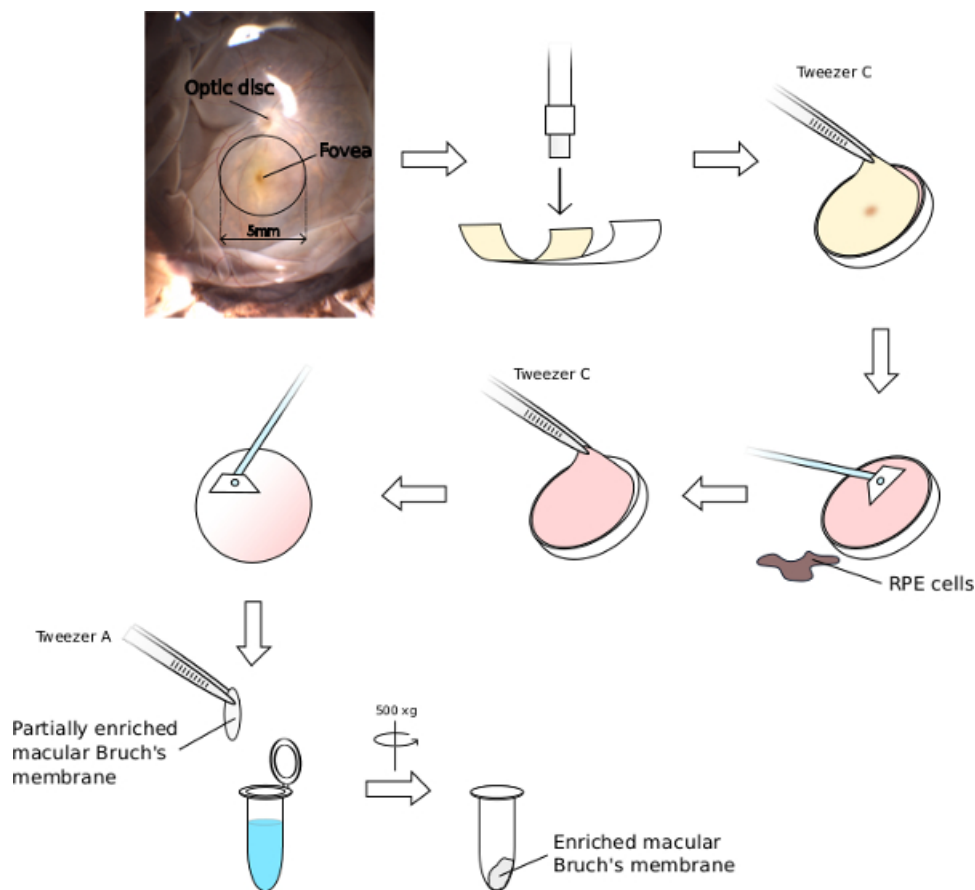 Optic disc
Fovea
5mm
Tweezer C
Tweezer C
RPE cells
Tweezer A
Partially enriched
macular Bruch's
membrane
500 xg
Enriched macular
Bruch's membrane